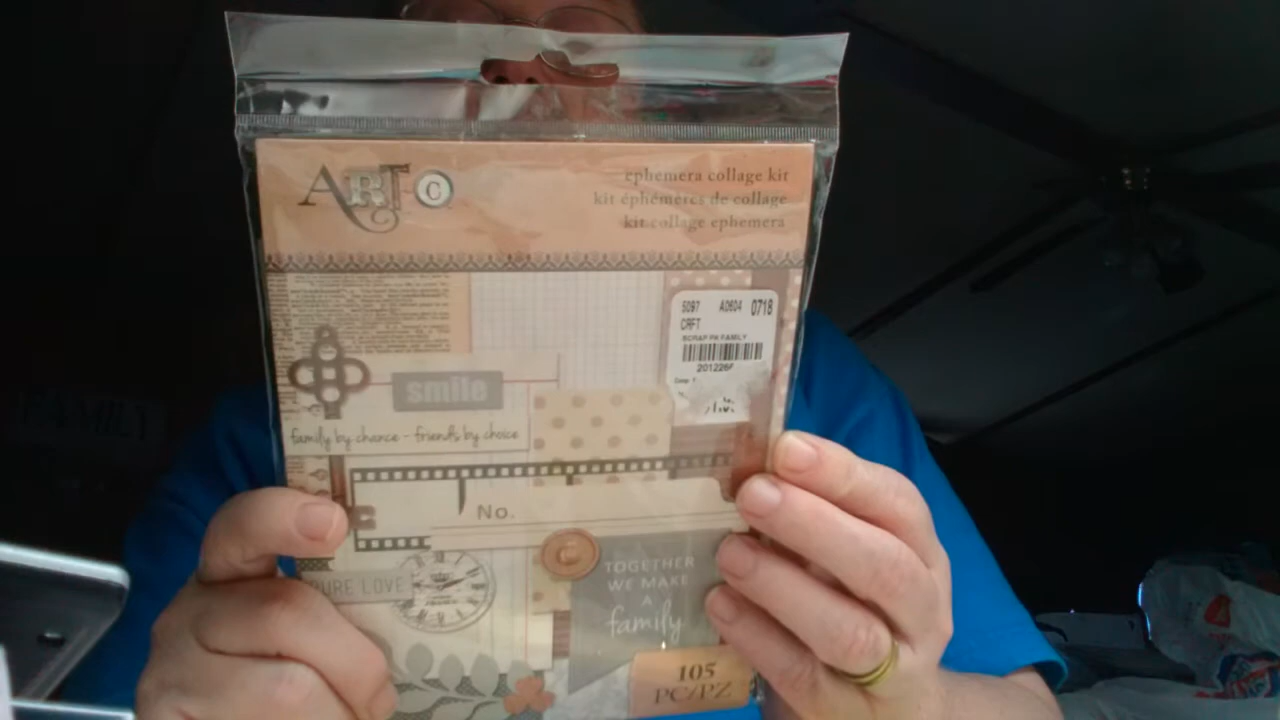 ART C
ephemera collage kit
kit éphémères de collage
kit collage ephemera
5097 A0604 0718
CRFT
SCRAP PK FAMILY
smile
family by chance - friends by choice
No.
PURE LOVE
TOGETHER
WE MAKE
A
family
105
PC/PZ